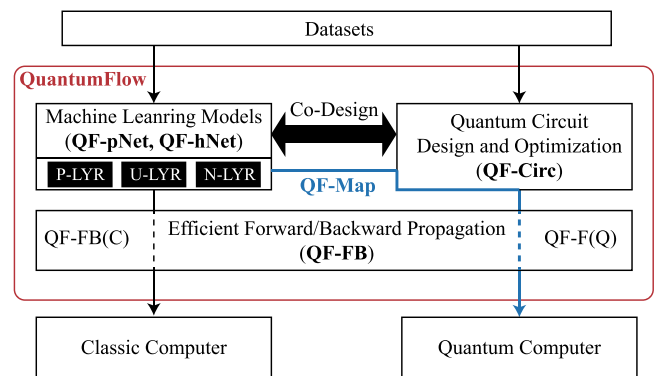 Datasets
QuantumFlow
Machine Leanring Models
(QF-pNet, QF-hNet)
P-LYR U-LYR N-LYR
Co-Design
QF-Map
Quantum Circuit
Design and Optimization
(QF-Circ)
QF-FB(C)
Efficient Forward/Backward Propagation
(QF-FB)
QF-F(Q)
Classic Computer
Quantum Computer